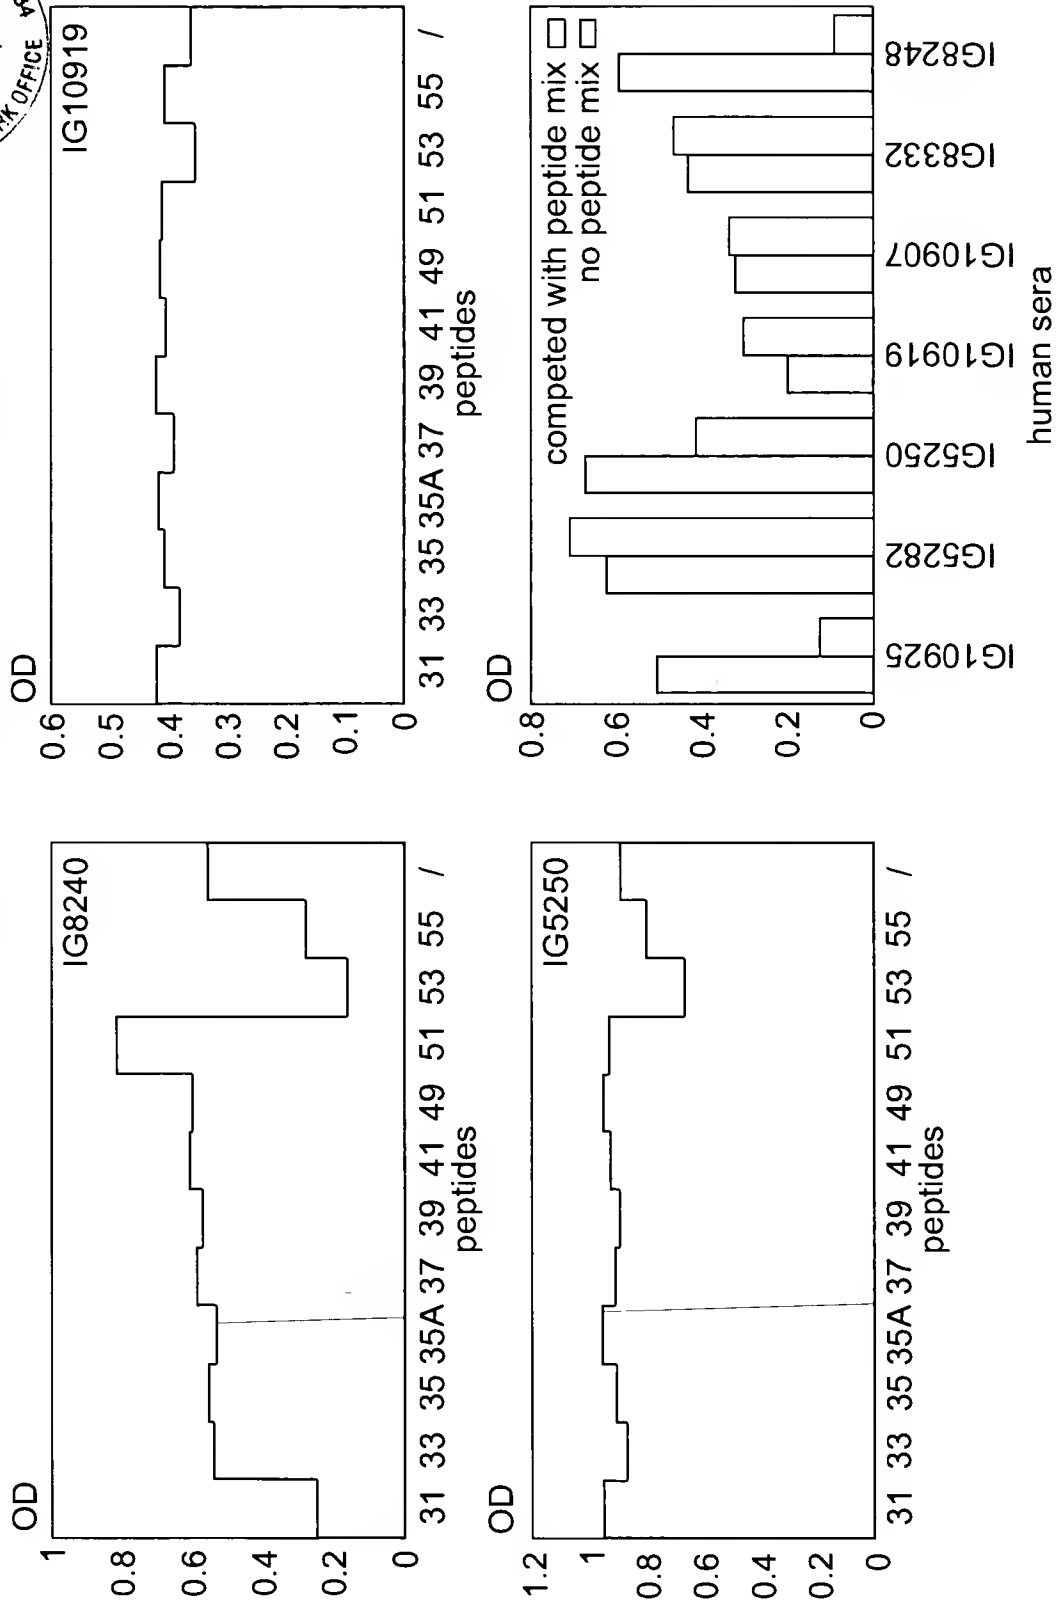 OD
1
0.8
0.6
0.4
0.2
0
IG8240
31 33 35 35A 37 39 41 49 51 53 55 /
peptides
OD
0.6
0.5
0.4
0.3
0.2
0.1
0
IG10919
31 33 35 35A 37 39 41 49 51 53 55 /
peptides
OD
1.2
1
0.8
0.6
0.4
0.2
0
IG5250
31 33 35 35A 37 39 41 49 51 53 55 /
peptides
OD
0.8
0.6
0.4
0.2
0
competed with peptide mix
no peptide mix
IG10925
IG5282
IG5250
IG10919
IG10907
IG8332
IG8248
human sera
OFFICE